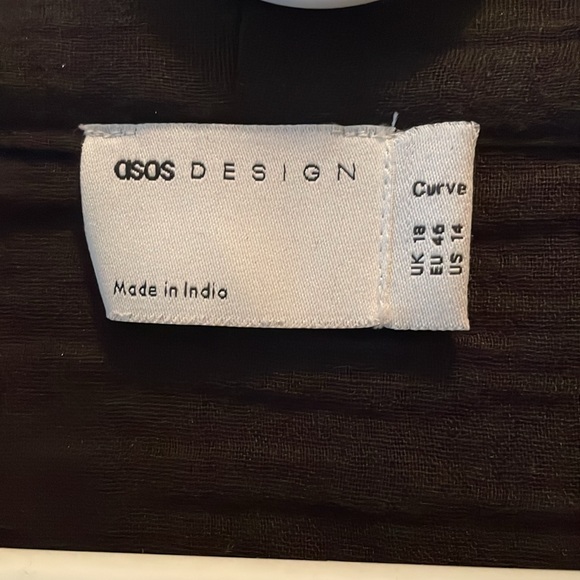 asos DESIGN
Made in India
Curve
UK 18
EU 46
US 14